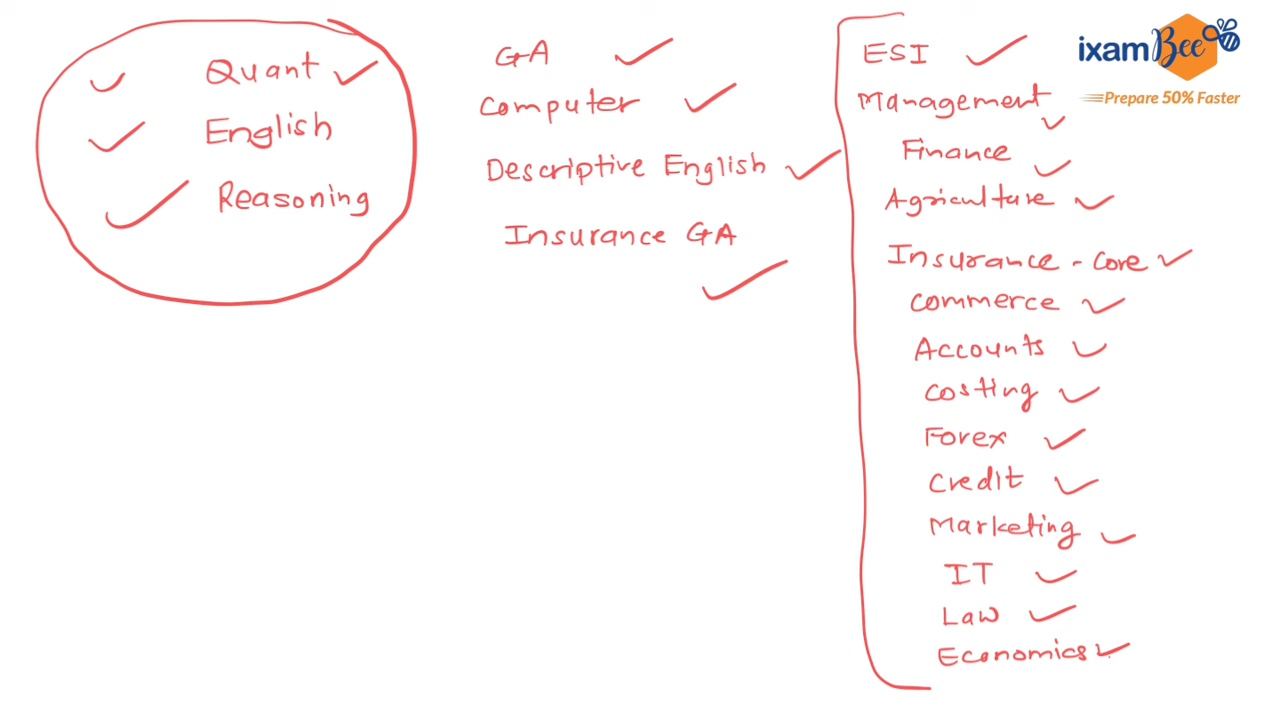 Quant
English
Reasoning
GA
Computer
Descriptive English
Insurance GA
ESI
Management
Finance
Agriculture
Insurance - Core
Commerce
Accounts
Costing
Forex
Credit
Marketing
IT
Law
Economics
ixamBee
Prepare 50% Faster